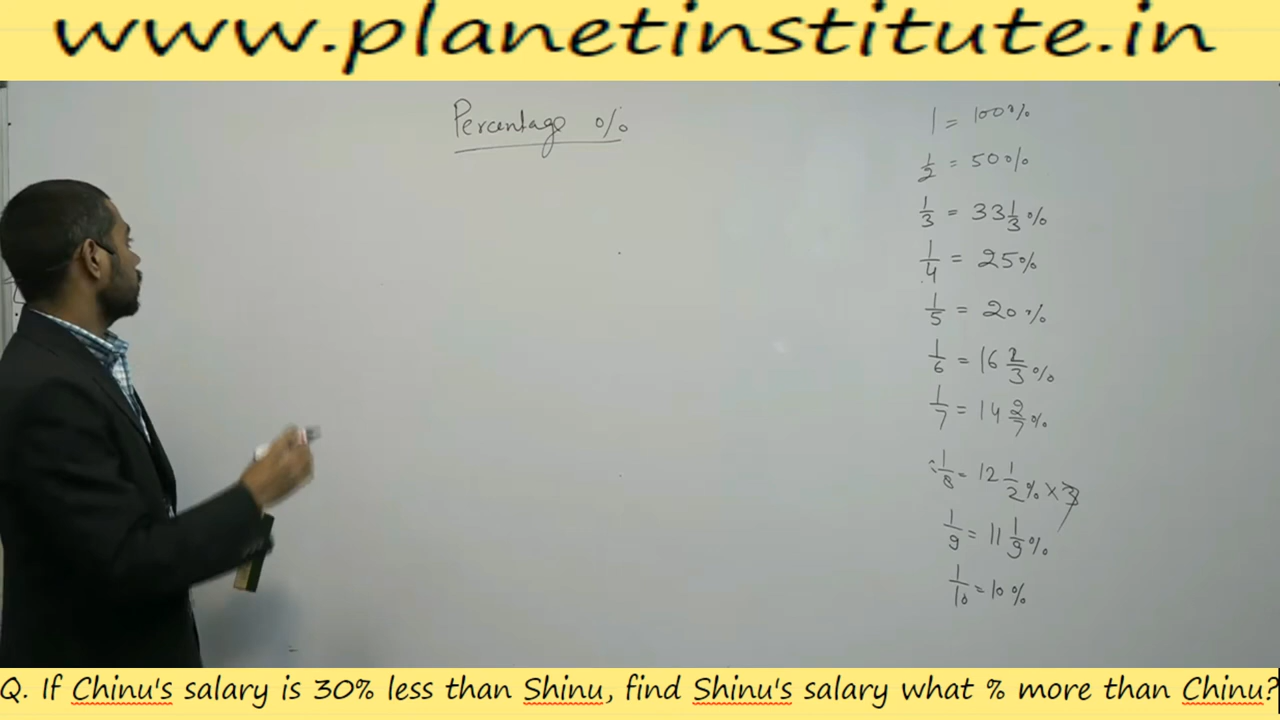 www.planetinstitute.in
Percentage %
1 = 100%
1/2 = 50%
1/3 = 33 1/3 %
1/4 = 25%
1/5 = 20%
1/6 = 16 2/3 %
1/7 = 14 2/7 %
1/8 = 12 1/2 % × 3
1/9 = 11 1/9 %
1/10 = 10%
Q. If Chinu's salary is 30% less than Shinu, find Shinu's salary what % more than Chinu?